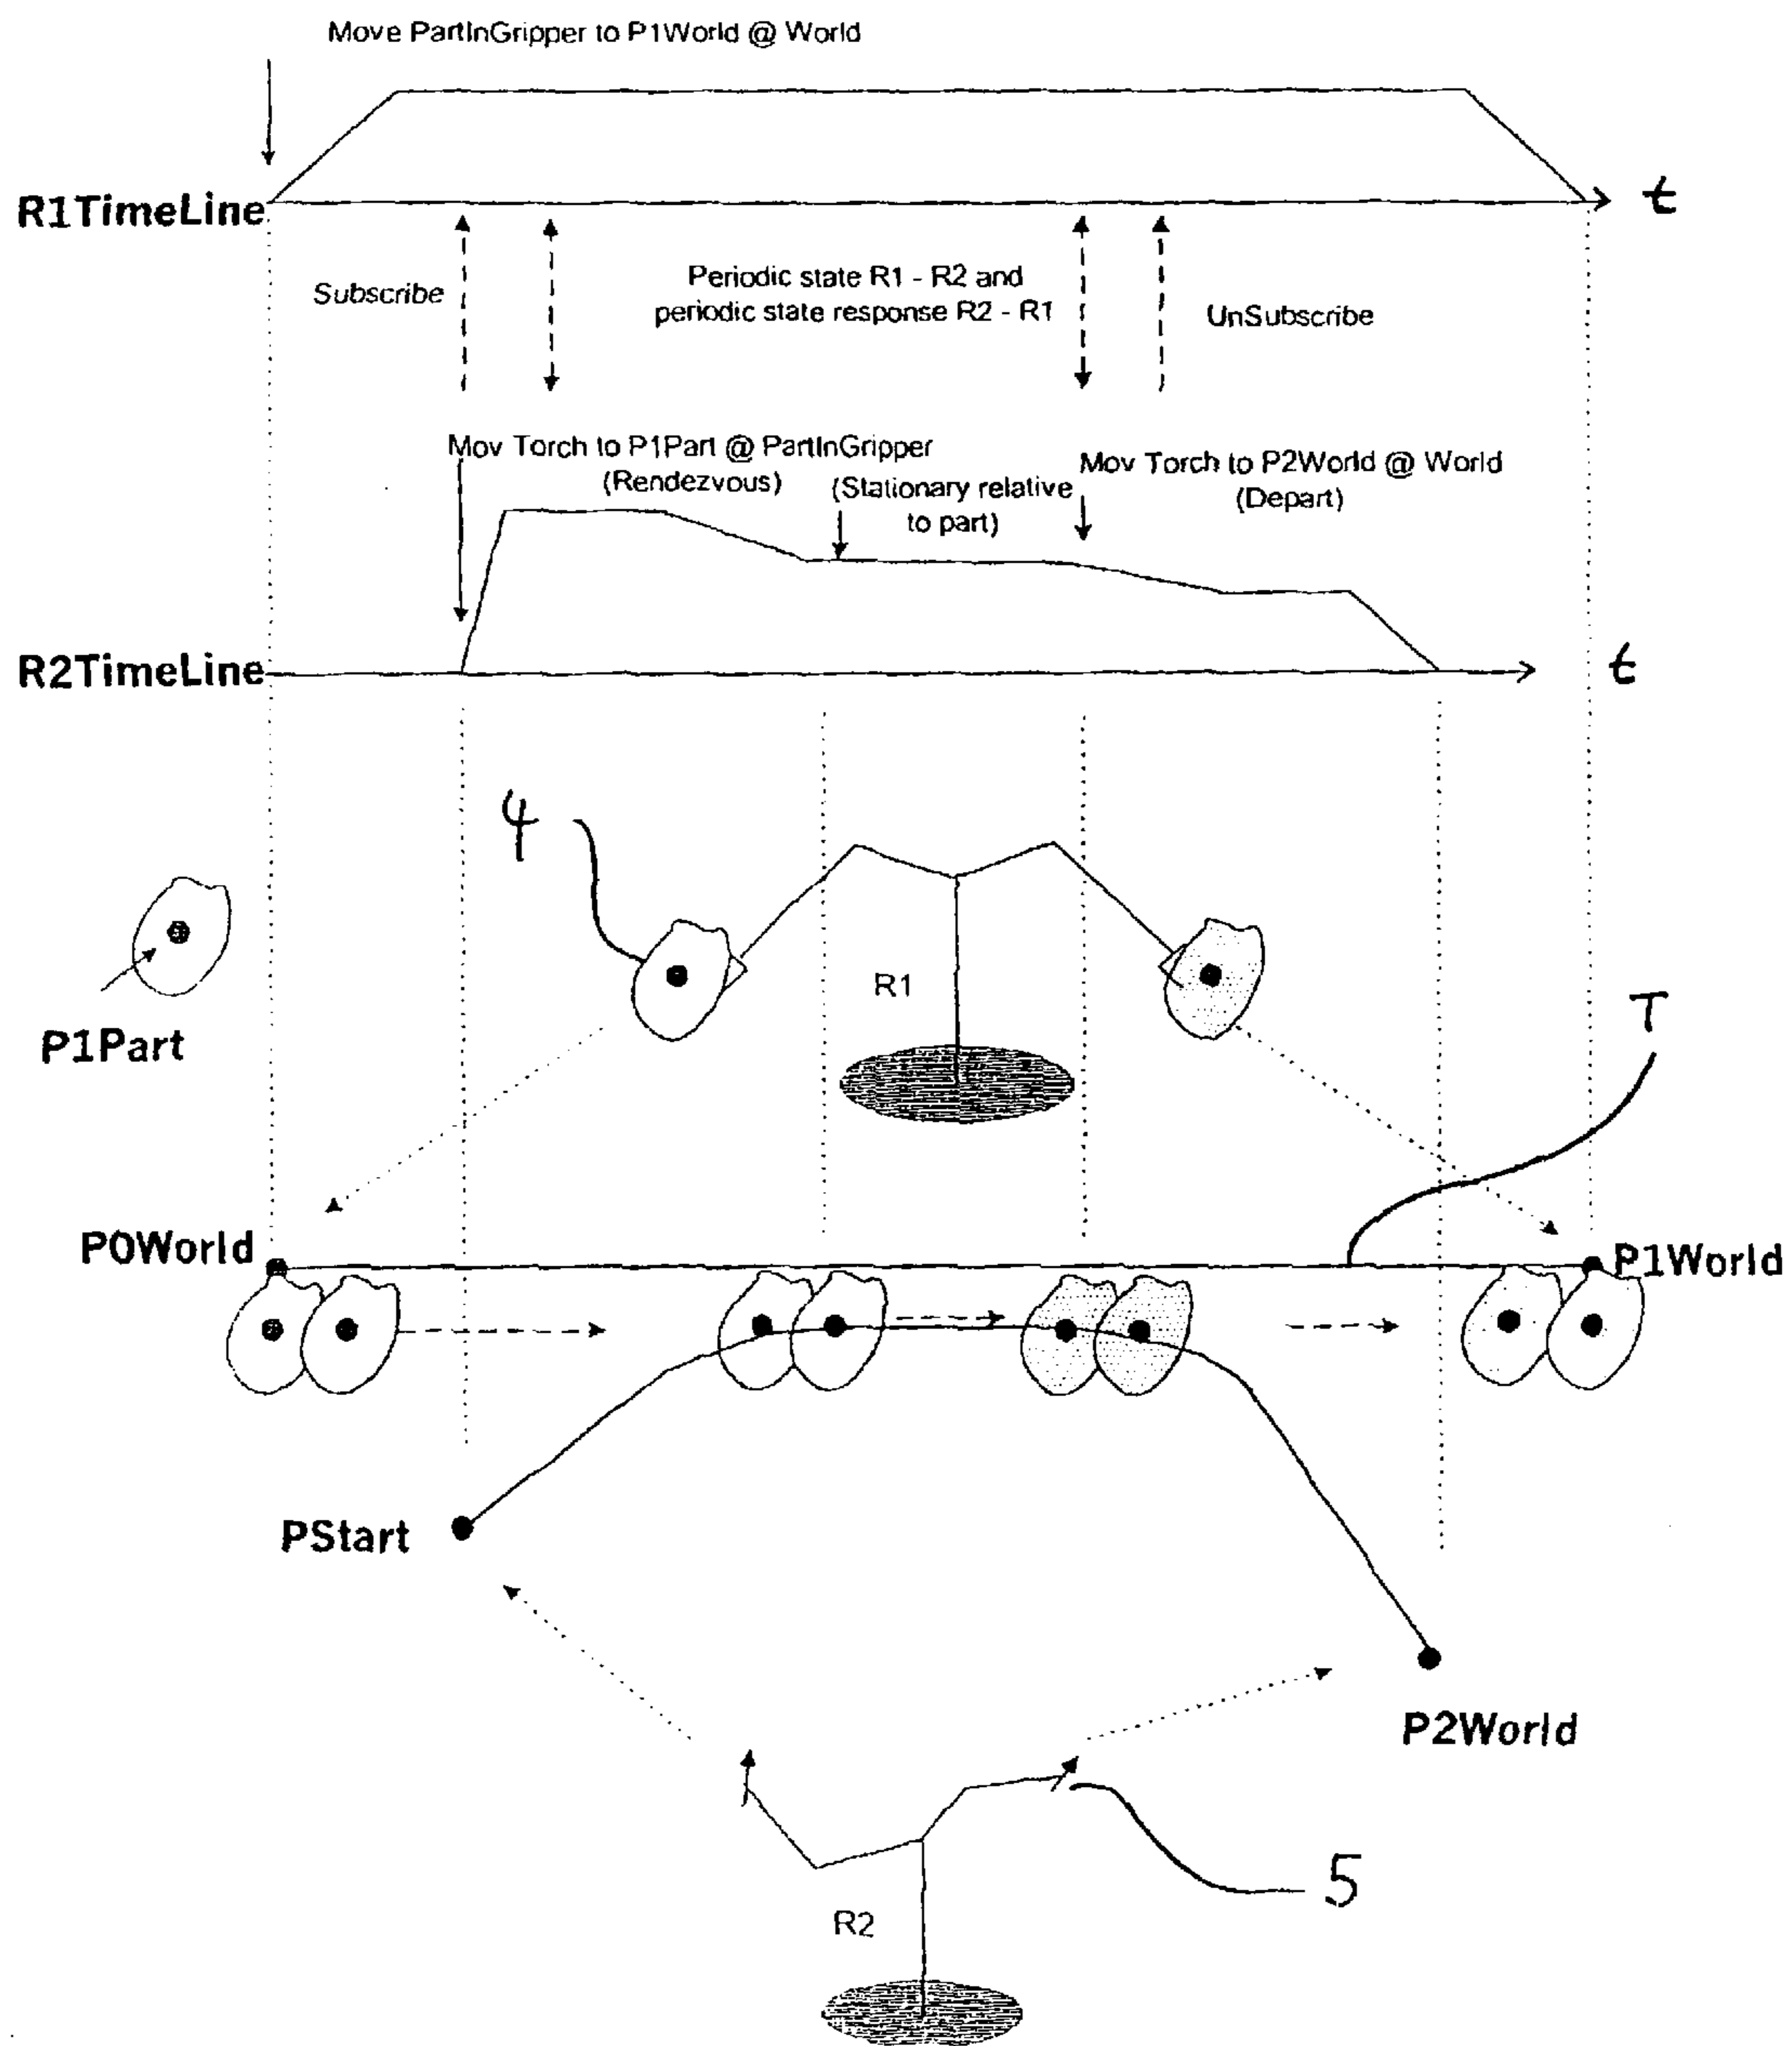 Move PartInGripper to P1World @ World
R1TimeLine
t
Subscribe
Periodic state R1 - R2 and
periodic state response R2 - R1
UnSubscribe
Mov Torch to P1Part @ PartInGripper
(Rendezvous)
(Stationary relative
to part)
Mov Torch to P2World @ World
(Depart)
R2TimeLine
t
4
R1
P1Part
T
P0World
P1World
PStart
P2World
5
R2